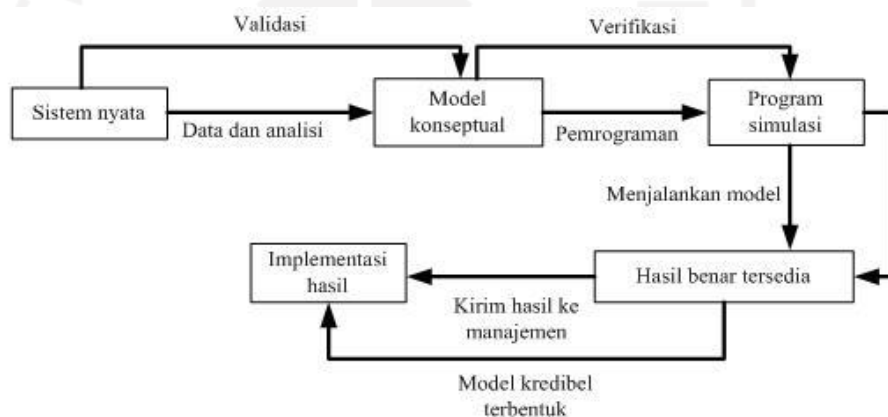 Validasi
Verifikasi
Sistem nyata
Data dan analisi
Model
konseptual
Pemrograman
Program
simulasi
Menjalankan model
Implementasi
hasil
Kirim hasil ke
manajemen
Hasil benar tersedia
Model kredibel
terbentuk